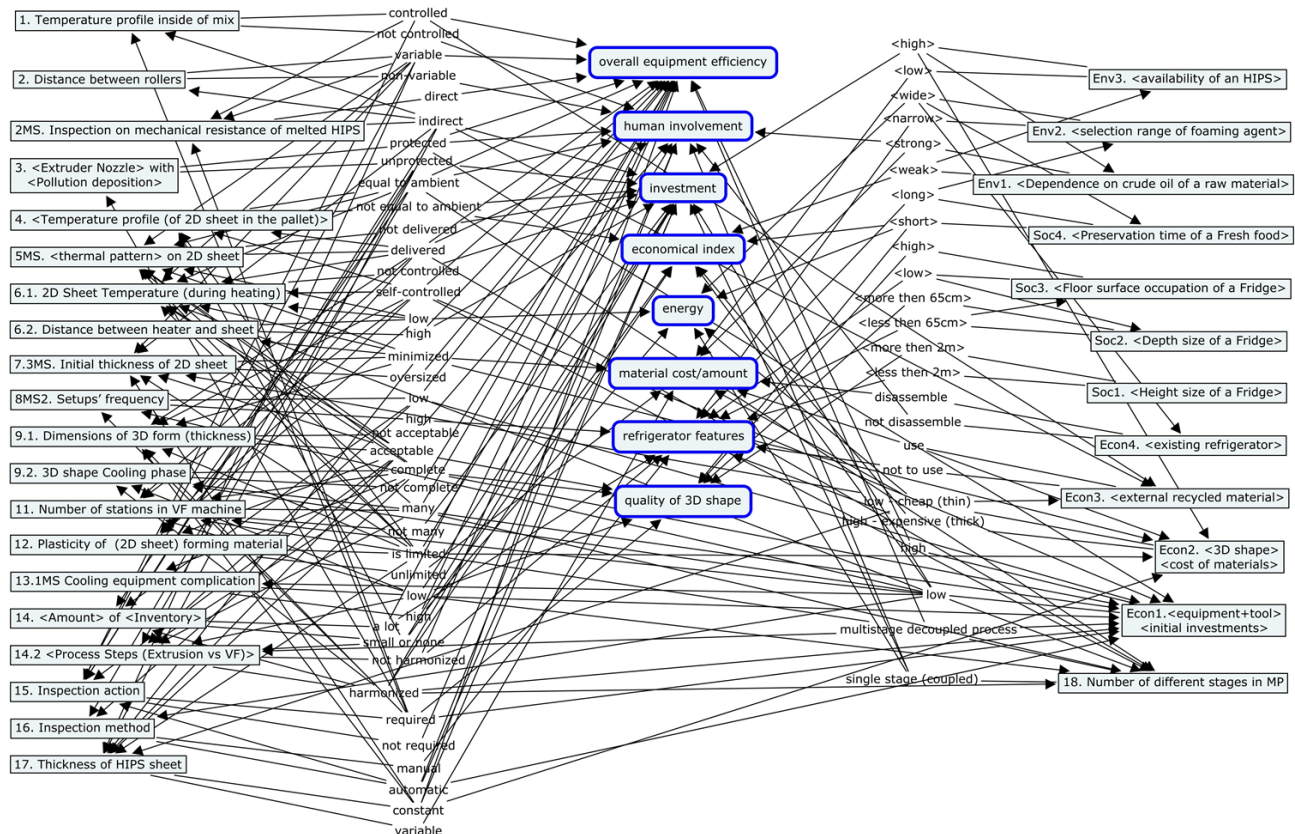 1. Temperature profile inside of mix
2. Distance between rollers
2MS. Inspection on mechanical resistance of melted HIPS
3. <Extruder Nozzle> with
<Pollution deposition>
4. <Temperature profile (of 2D sheet in the pallet)>
5MS. <thermal pattern> on 2D sheet
6.1. 2D Sheet Temperature (during heating)
6.2. Distance between heater and sheet
7.3MS. Initial thickness of 2D sheet
8MS2. Setups’ frequency
9.1. Dimensions of 3D form (thickness)
9.2. 3D shape Cooling phase
11. Number of stations in VF machine
12. Plasticity of (2D sheet) forming material
13.1MS Cooling equipment complication
14. <Amount> of <Inventory>
14.2 <Process Steps (Extrusion vs VF)>
15. Inspection action
16. Inspection method
17. Thickness of HIPS sheet
controlled
not controlled
variable
non-variable
direct
indirect
protected
unprotected
equal to ambient
not equal to ambient
not delivered
delivered
not controlled
self-controlled
low
high
minimized
oversized
low
high
not acceptable
acceptable
complete
not complete
many
not many
is limited
unlimited
low
high
a lot
small or none
not harmonized
harmonized
required
not required
manual
automatic
constant
variable
overall equipment efficiency
human involvement
investment
economical index
energy
material cost/amount
refrigerator features
quality of 3D shape
<high>
<low>
<wide>
<narrow>
<strong>
<weak>
<long>
<short>
<high>
<low>
<more then 65cm>
<less then 65cm>
<more then 2m>
<less then 2m>
disassemble
not disassemble
use
not to use
low - cheap (thin)
high - expensive (thick)
high
low
multistage decoupled process
single stage (coupled)
Env3. <availability of an HIPS>
Env2. <selection range of foaming agent>
Env1. <Dependence on crude oil of a raw material>
Soc4. <Preservation time of a Fresh food>
Soc3. <Floor surface occupation of a Fridge>
Soc2. <Depth size of a Fridge>
Soc1. <Height size of a Fridge>
Econ4. <existing refrigerator>
Econ3. <external recycled material>
Econ2. <3D shape>
<cost of materials>
Econ1.<equipment+tool>
<initial investments>
18. Number of different stages in MP